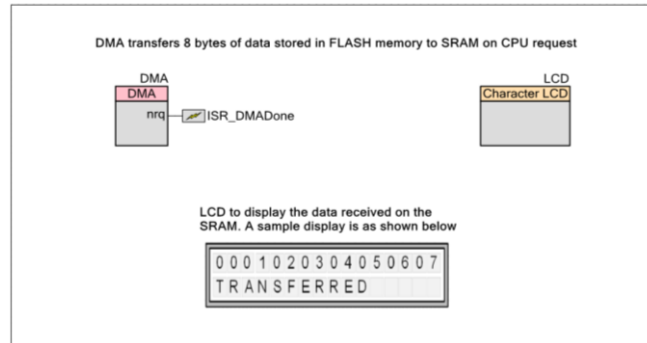 DMA transfers 8 bytes of data stored in FLASH memory to SRAM on CPU request
DMA
DMA
nrq
ISR_DMADone
LCD
Character LCD
LCD to display the data received on the
SRAM. A sample display is as shown below
0001020304050607
TRANSFERRED